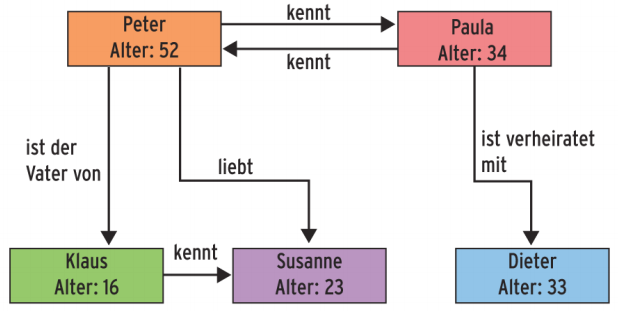 Peter
Alter: 52
kennt
kennt
Paula
Alter: 34
ist der
Vater von
liebt
ist verheiratet
mit
Klaus
Alter: 16
kennt
Susanne
Alter: 23
Dieter
Alter: 33